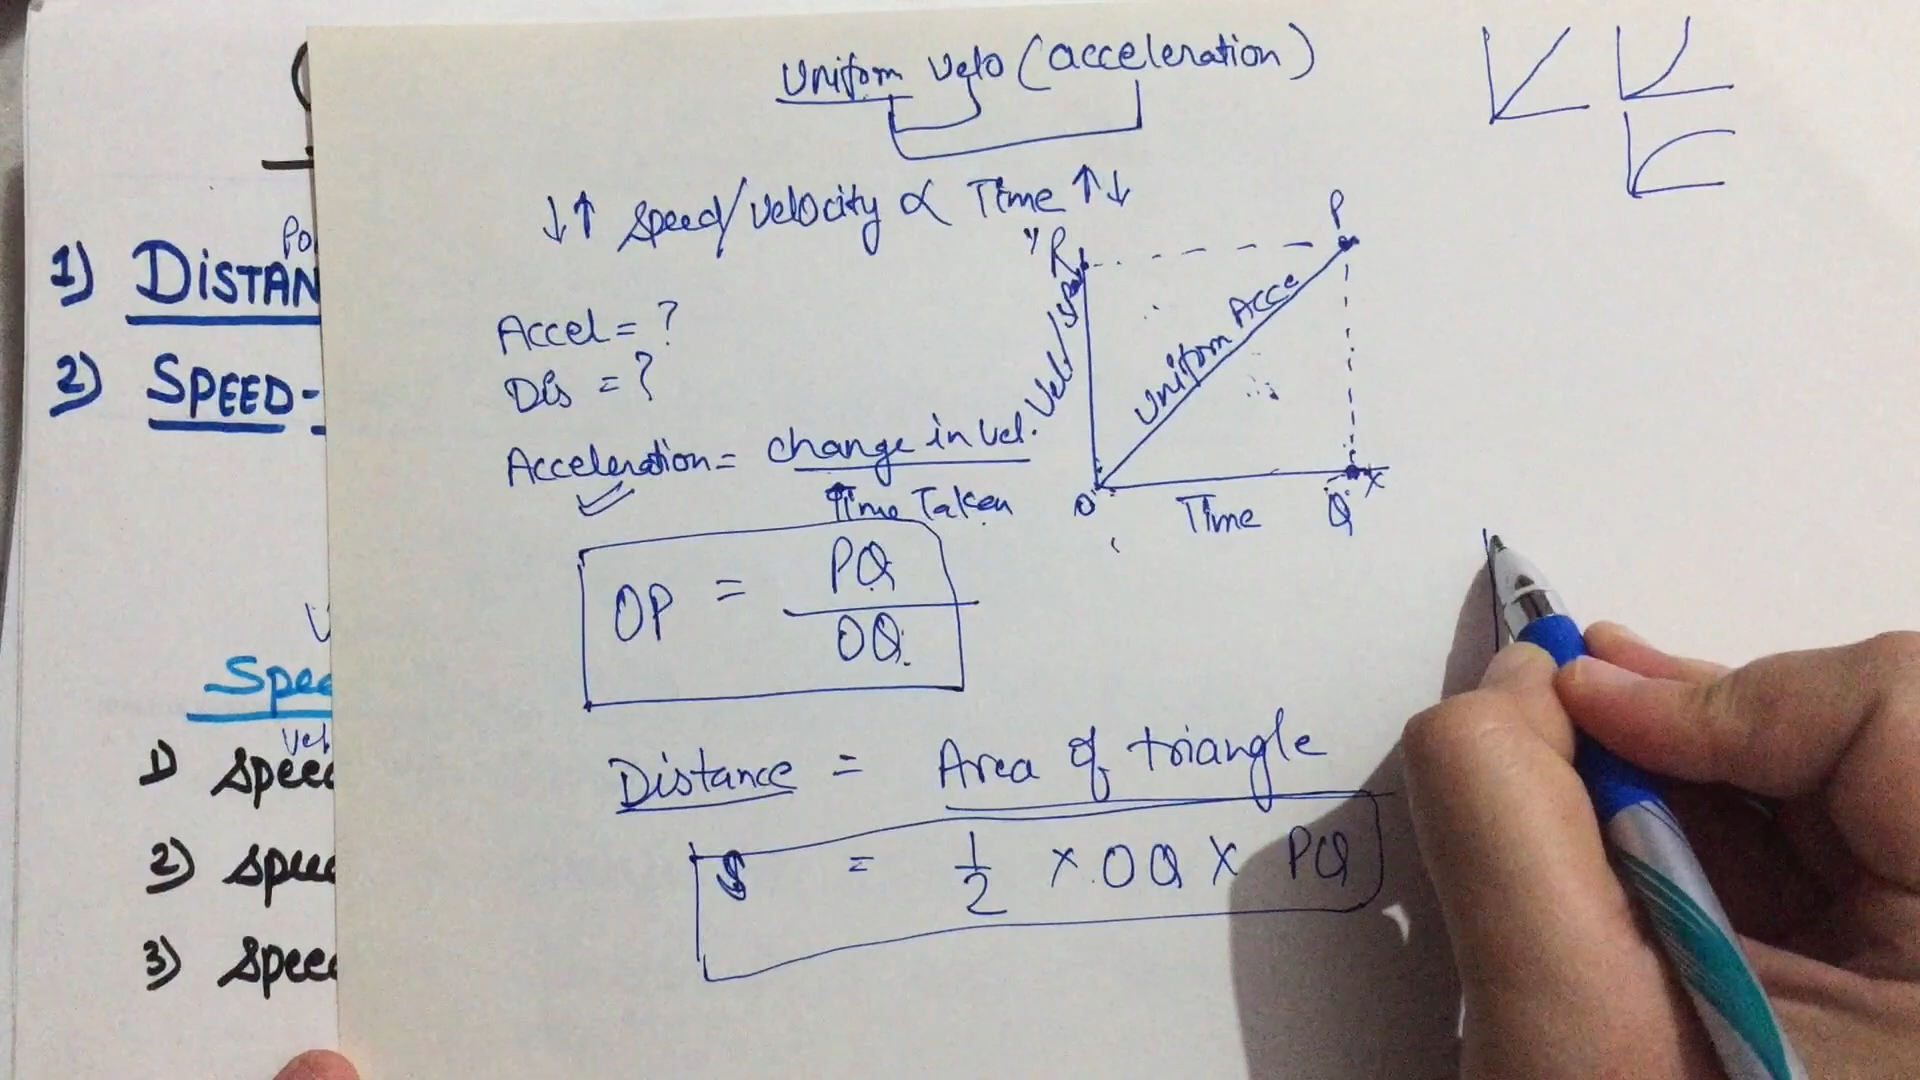 Uniform Velo (acceleration)
↓↑ Speed/Velocity ∝ Time ↑↓
P
Y R
Uniform Acce
Accel = ?
Dis = ?
Acceleration = change in Vel.
Time Taken
O Time Q X
OP = PQ
OQ
Distance = Area of triangle
S = 1/2 × OQ × PQ
1) DISTAN
2) SPEED-
Spee
Vel
1) Spee
2) Spee
3) Spee